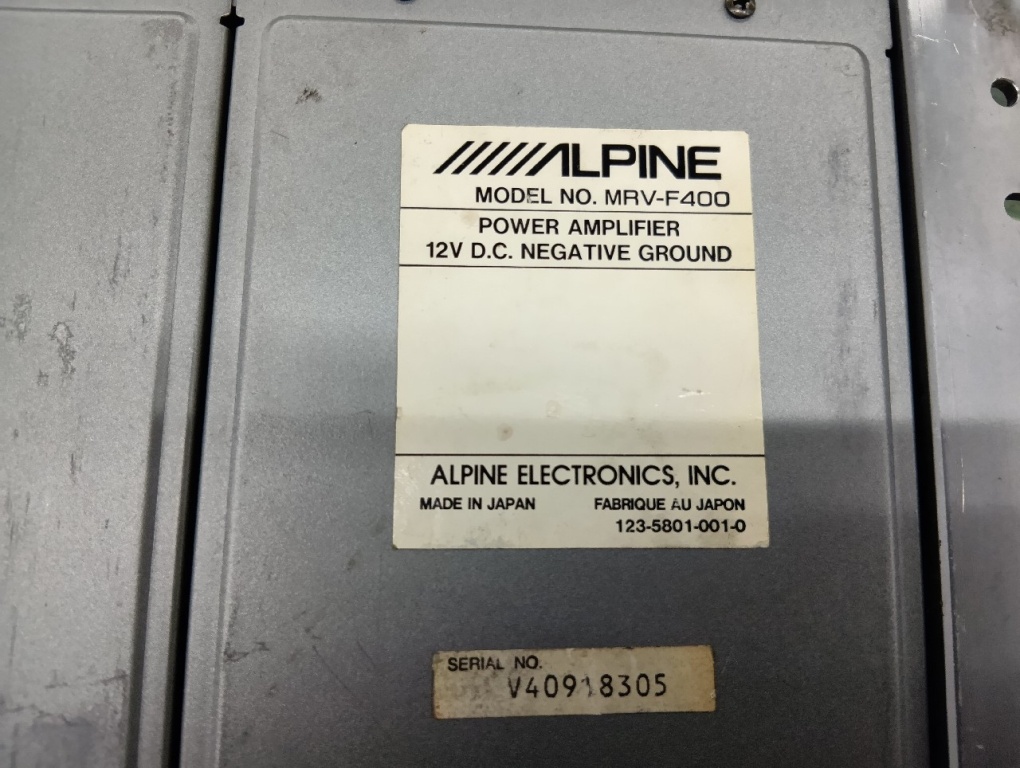 ALPINE
MODEL NO. MRV-F400
POWER AMPLIFIER
12V D.C. NEGATIVE GROUND
ALPINE ELECTRONICS, INC.
MADE IN JAPAN FABRIQUE AU JAPON
123-5801-001-0
SERIAL NO.
V40918305